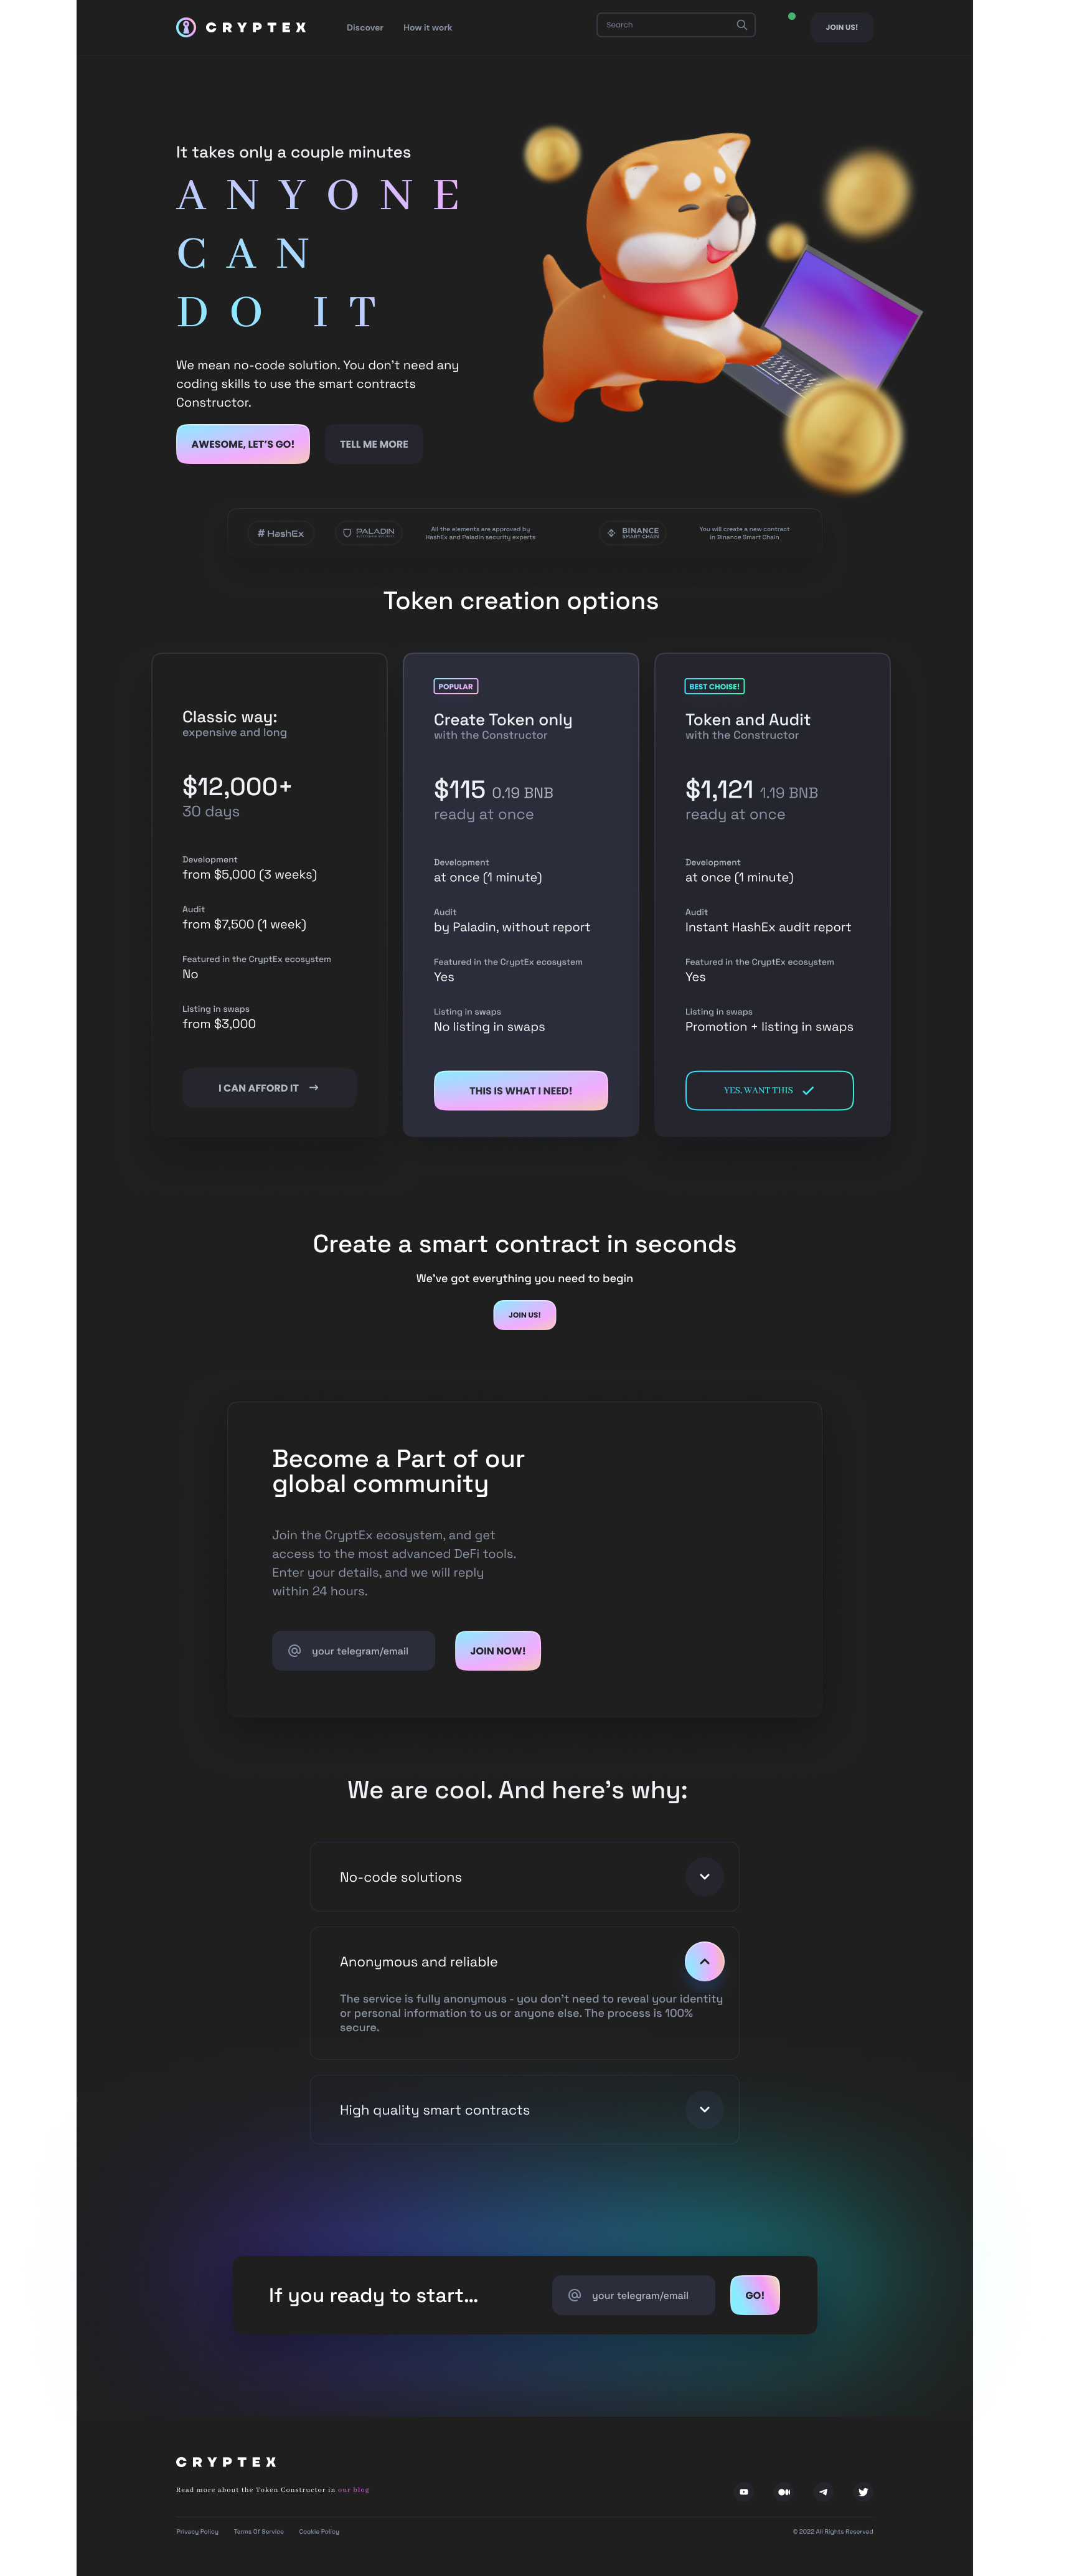 CRYPTEX
Discover
How it work
Search
JOIN US!
It takes only a couple minutes
ANYONE
CAN
DO IT
We mean no-code solution. You don't need any
coding skills to use the smart contracts
Constructor.
AWESOME, LET'S GO!
TELL ME MORE
# HashEx
PALADIN
All the elements are approved by
HashEx and Paladin security experts
BINANCE
SMART CHAIN
You will create a new contract
in Binance Smart Chain
Token creation options
Classic way:
expensive and long
$12,000+
30 days
Development
from $5,000 (3 weeks)
Audit
from $7,500 (1 week)
Featured in the CryptEx ecosystem
No
Listing in swaps
from $3,000
I CAN AFFORD IT
POPULAR
Create Token only
with the Constructor
$115 0.19 BNB
ready at once
Development
at once (1 minute)
Audit
by Paladin, without report
Featured in the CryptEx ecosystem
Yes
Listing in swaps
No listing in swaps
THIS IS WHAT I NEED!
BEST CHOISE!
Token and Audit
with the Constructor
$1,121 1.19 BNB
ready at once
Development
at once (1 minute)
Audit
Instant HashEx audit report
Featured in the CryptEx ecosystem
Yes
Listing in swaps
Promotion + listing in swaps
YES, WANT THIS
Create a smart contract in seconds
We've got everything you need to begin
JOIN US!
Become a Part of our
global community
Join the CryptEx ecosystem, and get
access to the most advanced DeFi tools.
Enter your details, and we will reply
within 24 hours.
your telegram/email
JOIN NOW!
We are cool. And here's why:
No-code solutions
Anonymous and reliable
The service is fully anonymous - you don't need to reveal your identity
or personal information to us or anyone else. The process is 100%
secure.
High quality smart contracts
If you ready to start...
your telegram/email
GO!
CRYPTEX
Read more about the Token Constructor in our blog
Privacy Policy
Terms Of Service
Cookie Policy
© 2022 All Rights Reserved